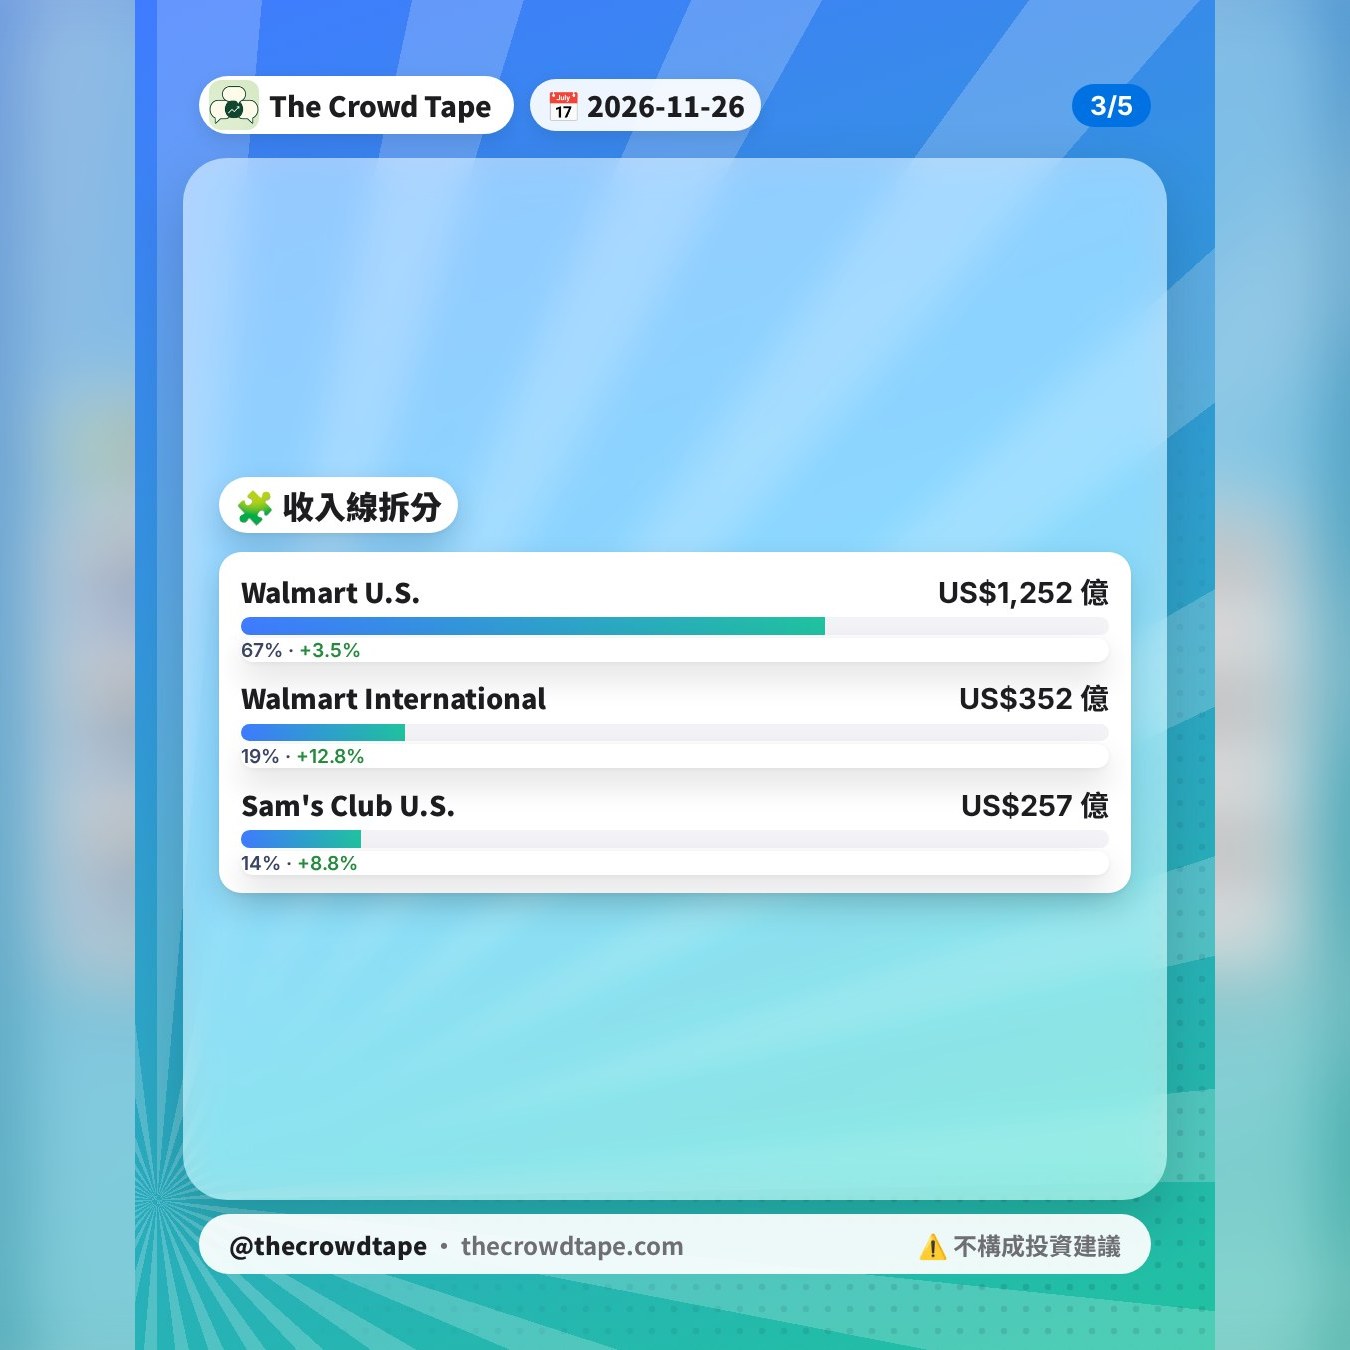 The Crowd Tape
2026-11-26
3/5
收入線拆分
Walmart U.S. US$1,252 億
67% · +3.5%
Walmart International US$352 億
19% · +12.8%
Sam's Club U.S. US$257 億
14% · +8.8%
@thecrowdtape · thecrowdtape.com ⚠️ 不構成投資建議